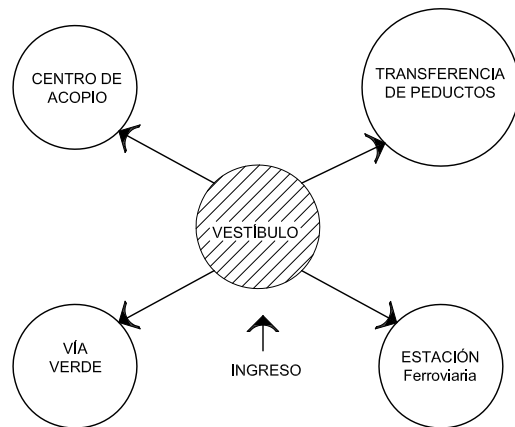 CENTRO DE
ACOPIO
TRANSFERENCIA
DE PEDUCTOS
VESTÍBULO
VÍA
VERDE
INGRESO
ESTACIÓN
Ferroviaria